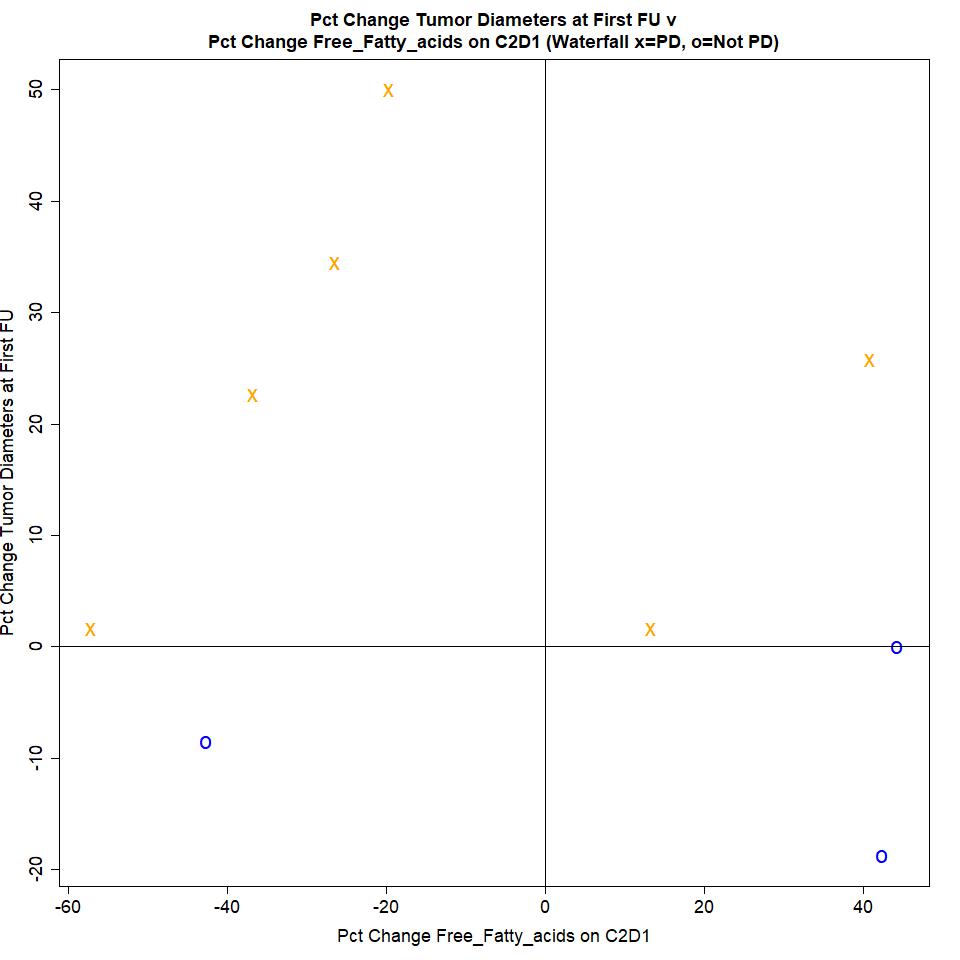 Pct Change Tumor Diameters at First FU v
Pct Change Free_Fatty_acids on C2D1 (Waterfall x=PD, o=Not PD)
Pct Change Tumor Diameters at First FU
50
40
30
20
10
0
-10
-20
X
X
X
X
X
X
O
O
O
-60
-40
-20
0
20
40
Pct Change Free_Fatty_acids on C2D1